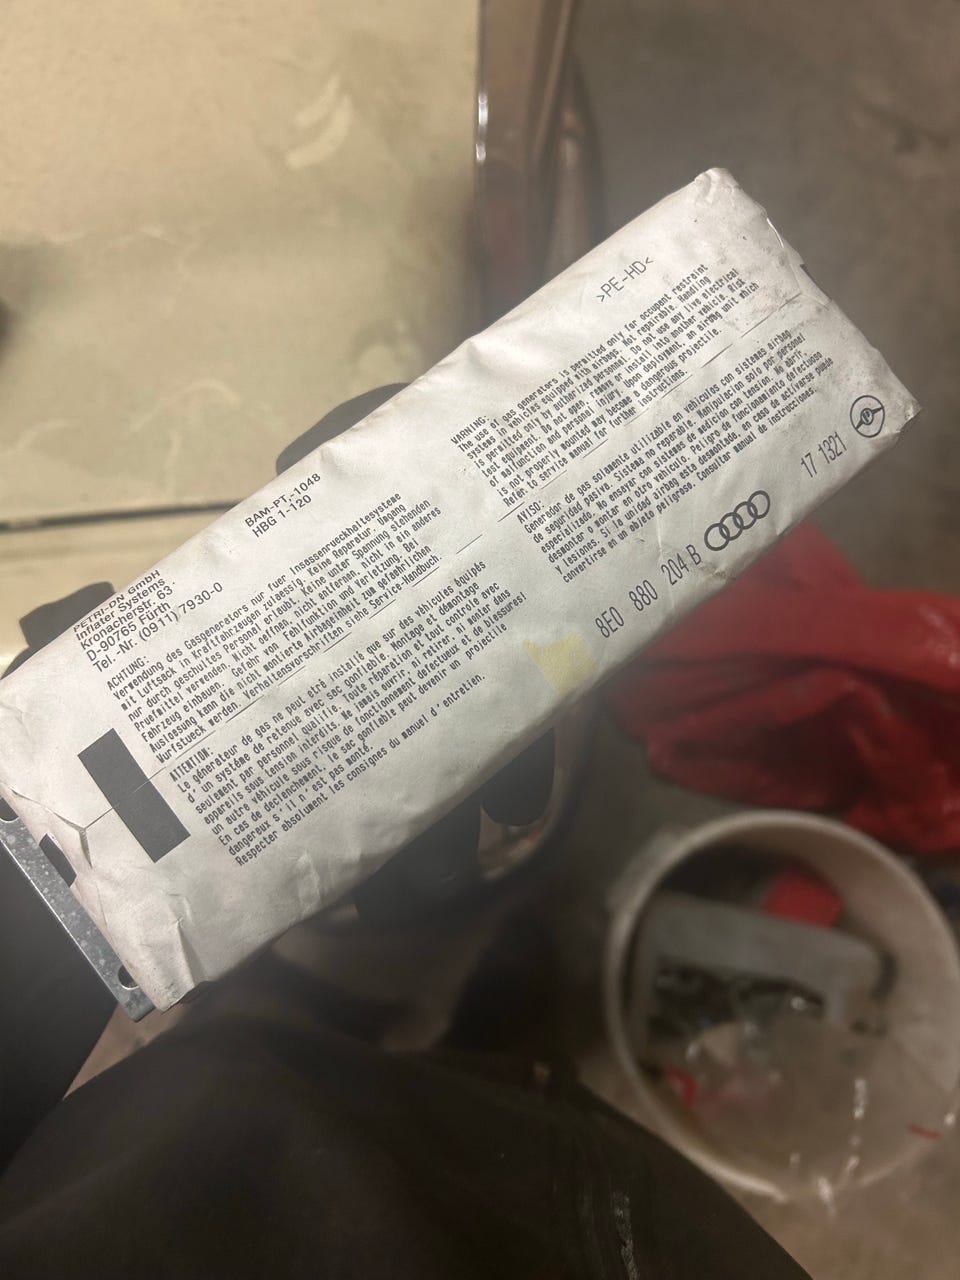 PETRI-DN GmbH
Inflater Systems
Kronacherstr. 63
D-90765 Fürth
Tel.-Nr. (0911)7930-0
BAM-PT,-1048
HBG 1-120
ACHTUNG:
Verwendung des Gasgenerators nur fuer Insassenrueckhaltesysteme
mit Luftsack in Kraftfahrzeugen zulaessig. Keine Reparatur. Umgang
nur durch geschultes Personal erlaubt. Keine unter Spannung stehenden
Pruefmittel verwenden. Nicht oeffnen, nicht entfernen, nicht in ein anderes
Fahrzeug einbauen. Gefahr von Fehlfunktion und Verletzung. Bei
Ausloesung kann die nicht montierte Airbageinheit zum gefaehrlichen
Wurfstueck werden. Verhaltensvorschriften siehe Service-Handbuch.
ATTENTION:
Le générateur de gaz ne peut etré installé que sur des véhicules équipés
d' un systéme de retenue avec sac gonflable. Montage et démontage
seulement par personnel qualifié. Toute réparation et tout contrôle avec
appareils sous tension interdits. Ne jamais ouvrir, ni retirer, ni monter dans
un autre véhicule sous risque de fonctionnement défectueux et de blessures!
En cas de déclenchement, le sac gonflable peut devenir un projectile
dangereux s' il n' est pas monté.
Respecter absolument les consignes du manuel d' entretien.
>PE-HD<
WARNING:
The use of gas generators is permitted only for occupant restraint
systems in vehicles equipped with airbags. Not repairable. Handling
is permitted only by authorized personnel. Do not use any live electrical
test equipment. Do not open, remove or install into another vehicle. Risk
of malfunction and personal injury. Upon deployment, an airbag unit which
is not properly mounted may become a dangerous projectile.
Refer to service manual for further instructions.
AVISO:
Generador de gas solamente utilizable en vehiculos con sistemas airbag
de seguridad pasiva. Sistema no reparable. Manipulacion solo por personal
especializado. No ensayar con sistemas de medicion con tension. No abrir,
desmontar o montar en otro vehiculo. Peligro de funcionamiento defectuoso
y lesiones. Si la unidad airbag esta desmontada, en caso de activarse puede
convertirse en un objeto peligroso. Consultar manual de instrucciones.
8E0 880 204 B
17 1321